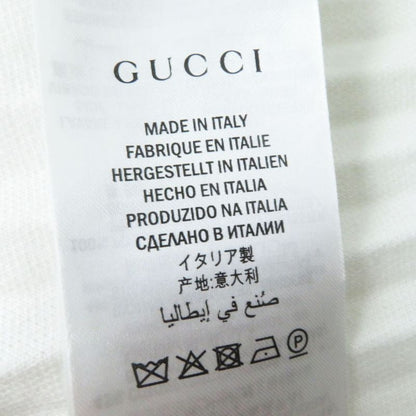 GUCCI
MADE IN ITALY
FABRIQUE EN ITALIE
HERGESTELLT IN ITALIEN
HECHO EN ITALIA
PRODUZIDO NA ITALIA
СДЕЛАНО В ИТАЛИИ
イタリア製
产地:意大利
صُنع في إيطاليا
P